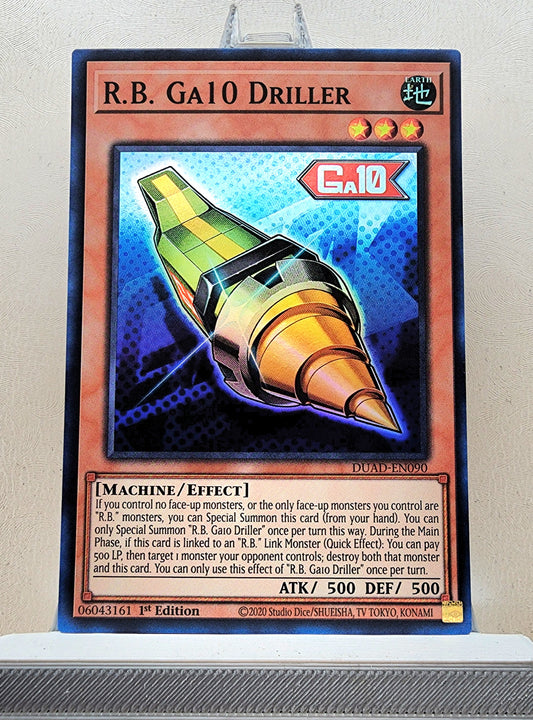 R.B. Ga10 Driller
EARTH
地
Ga10
DUAD-EN090
[Machine/Effect]
If you control no face-up monsters, or the only face-up monsters you control are
"R.B." monsters, you can Special Summon this card (from your hand). You can
only Special Summon "R.B. Ga10 Driller" once per turn this way. During the Main
Phase, if this card is linked to an "R.B." Link Monster (Quick Effect): You can pay
500 LP, then target 1 monster your opponent controls; destroy both that monster
and this card. You can only use this effect of "R.B. Ga10 Driller" once per turn.
ATK/ 500 DEF/ 500
06043161 1st Edition ©2020 Studio Dice/SHUEISHA, TV TOKYO, KONAMI